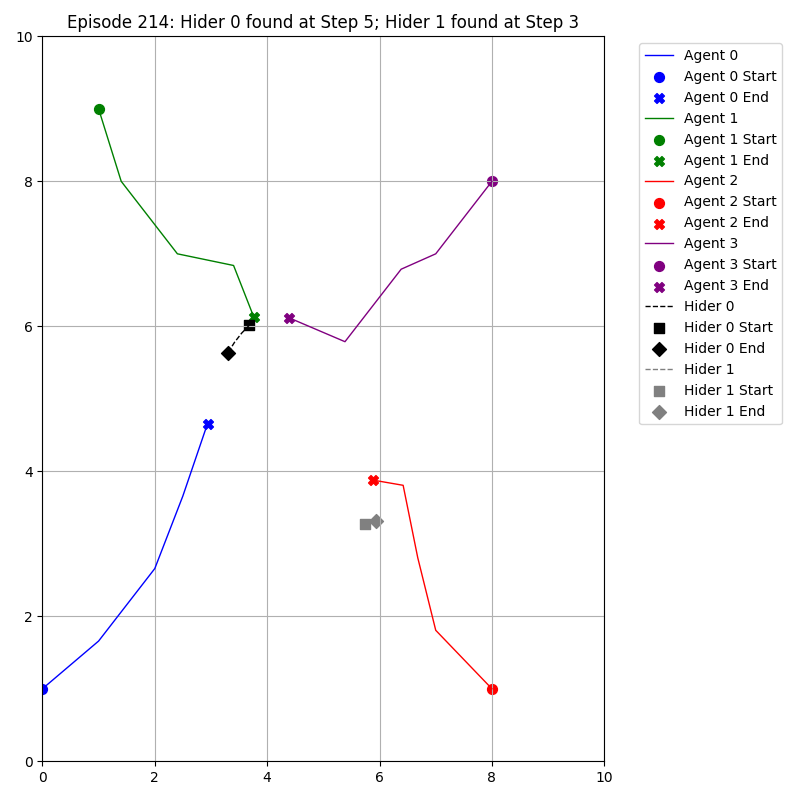 Episode 214: Hider 0 found at Step 5; Hider 1 found at Step 3
10
8
6
4
2
0
0 2 4 6 8 10
Agent 0
Agent 0 Start
Agent 0 End
Agent 1
Agent 1 Start
Agent 1 End
Agent 2
Agent 2 Start
Agent 2 End
Agent 3
Agent 3 Start
Agent 3 End
Hider 0
Hider 0 Start
Hider 0 End
Hider 1
Hider 1 Start
Hider 1 End